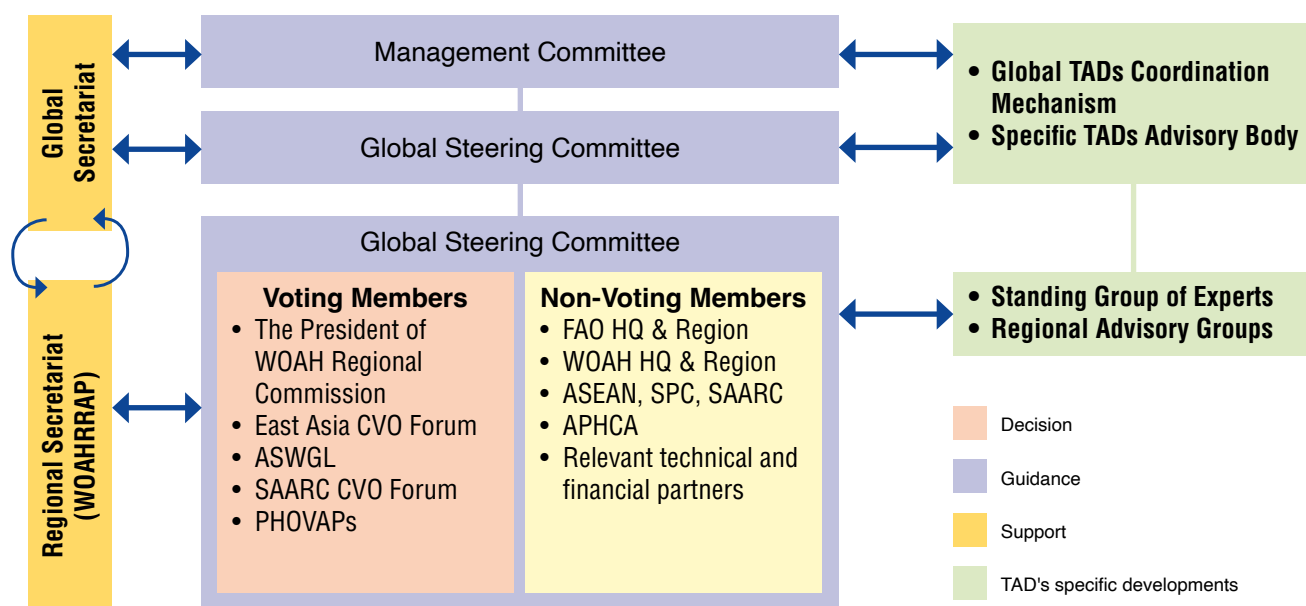 Global
Secretariat
Regional Secretariat
(WOAHRRAP)
Management Committee
Global Steering Committee
Global Steering Committee
Voting Members
• The President of
WOAH Regional
Commission
• East Asia CVO Forum
• ASWGL
• SAARC CVO Forum
• PHOVAPs
Non-Voting Members
• FAO HQ & Region
• WOAH HQ & Region
• ASEAN, SPC, SAARC
• APHCA
• Relevant technical and
financial partners
• Global TADs Coordination
Mechanism
• Specific TADs Advisory Body
• Standing Group of Experts
• Regional Advisory Groups
Decision
Guidance
Support
TAD's specific developments